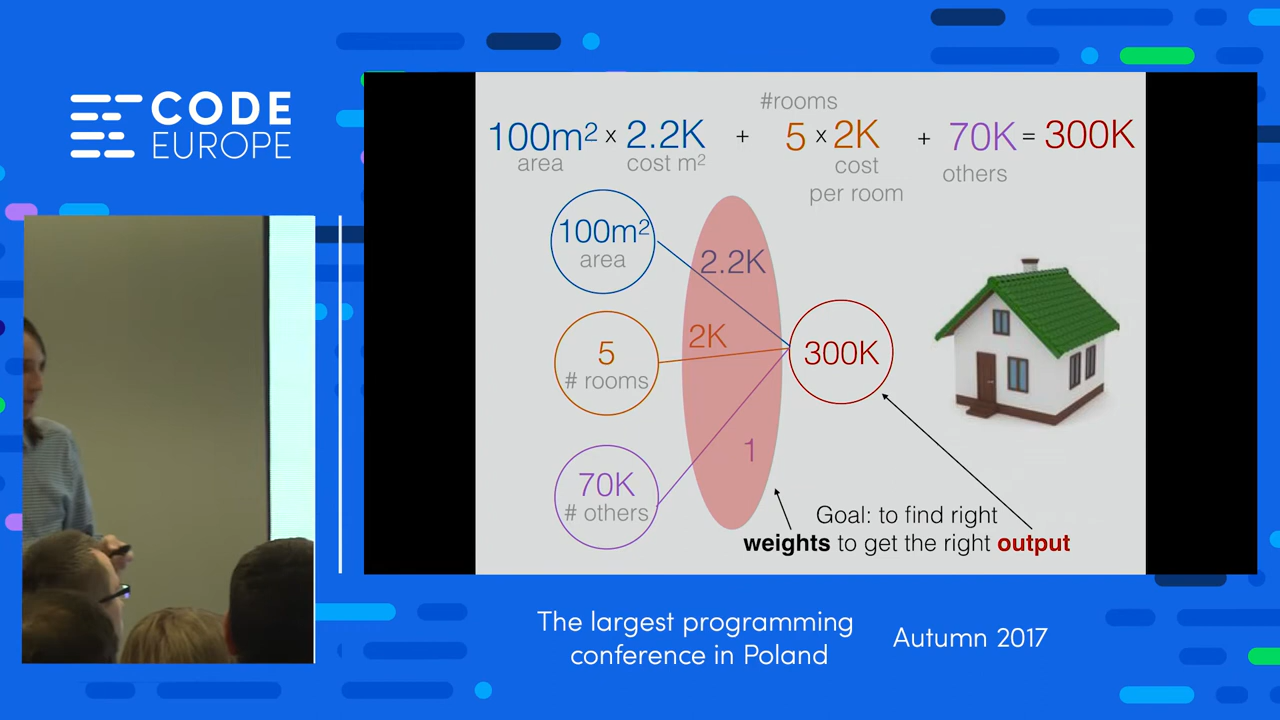 CODE
EUROPE
#rooms
100m² x 2.2K + 5 x 2K + 70K = 300K
area cost m² cost others
per room
100m²
area
2.2K
5
# rooms
2K
300K
70K
# others
1
Goal: to find right
weights to get the right output
The largest programming
conference in Poland
Autumn 2017